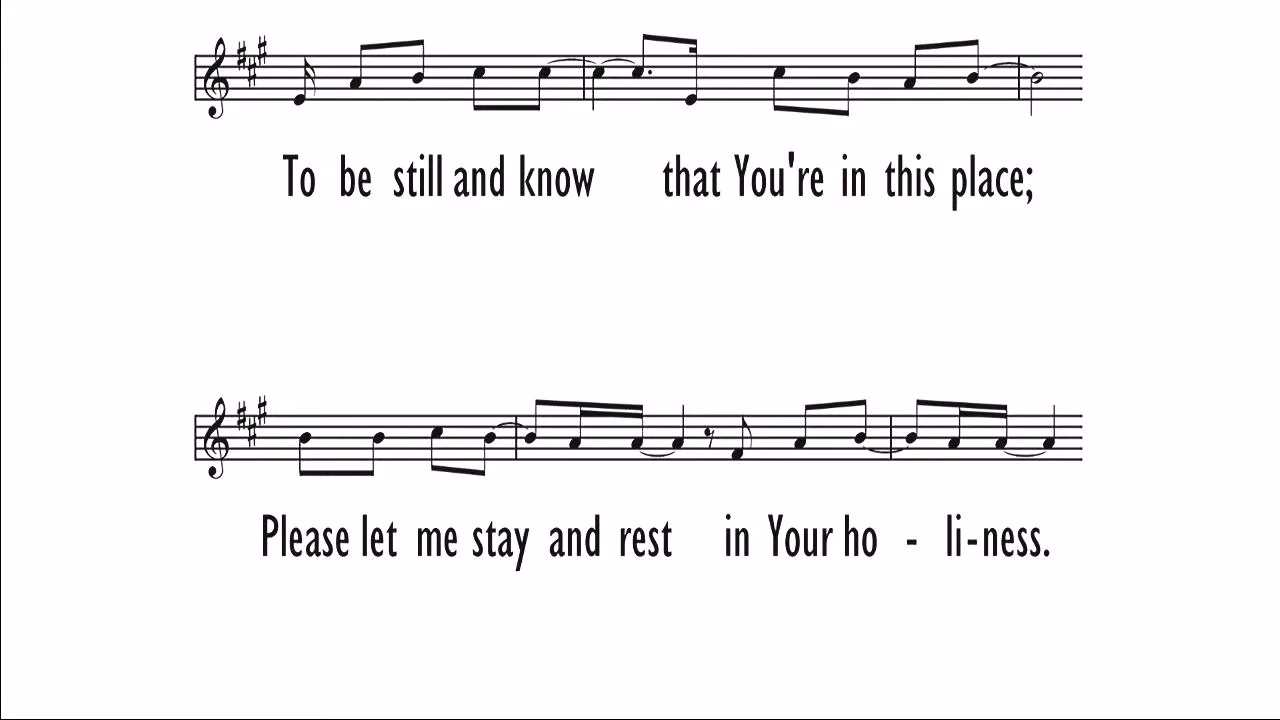 To be still and know that You're in this place;
Please let me stay and rest in Your ho - li-ness.